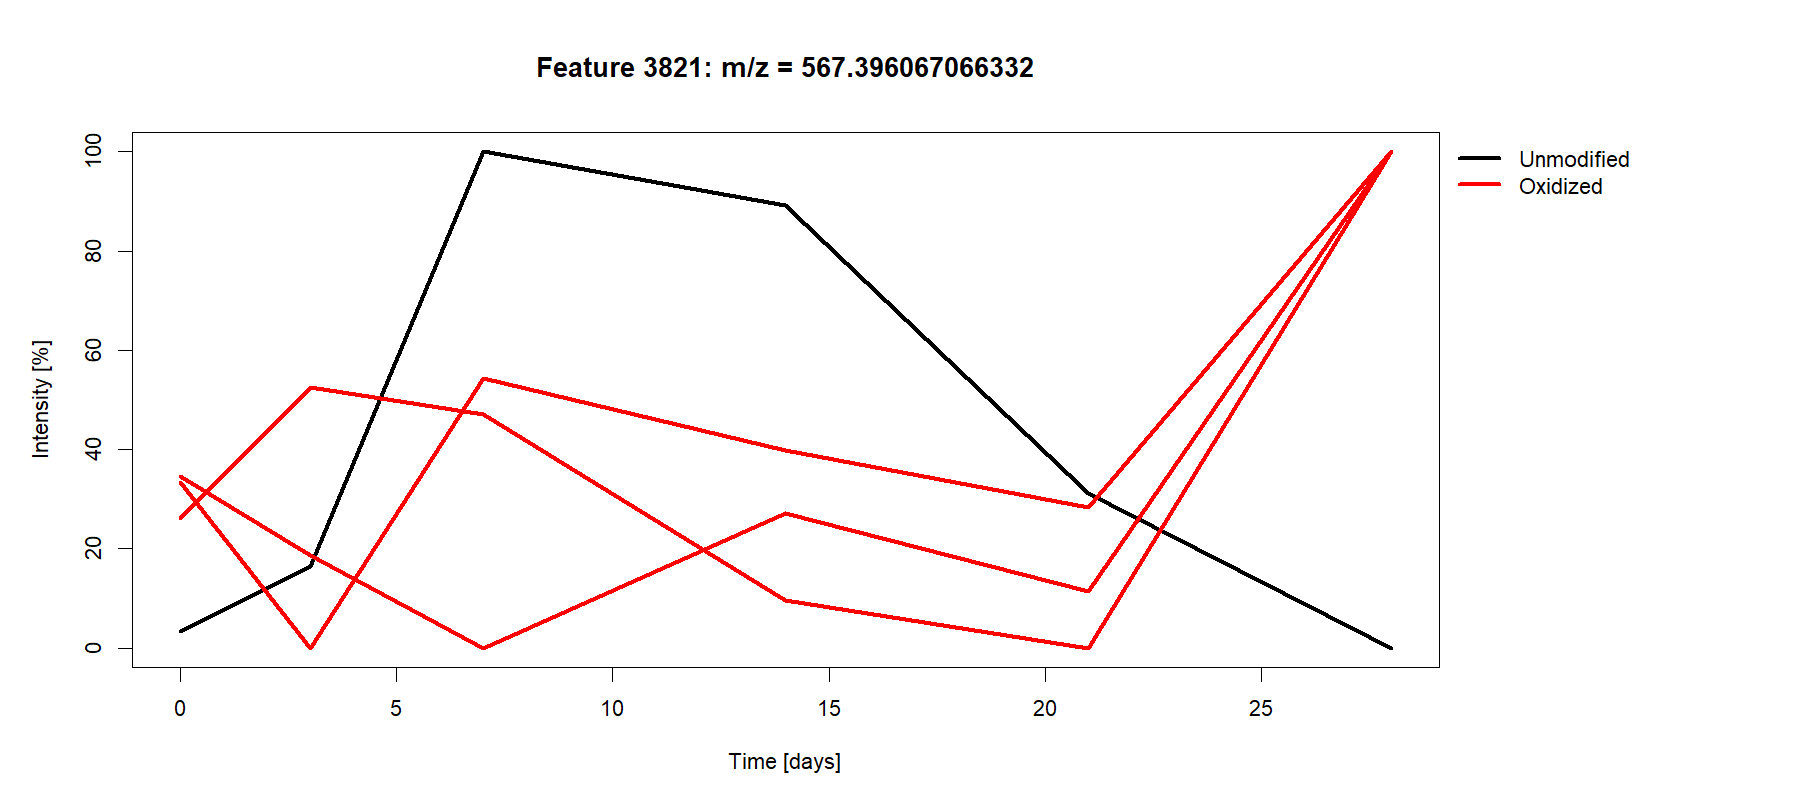 Feature 3821: m/z = 567.396067066332
Unmodified
Oxidized
Intensity [%]
100
80
60
40
20
0
0 5 10 15 20 25
Time [days]